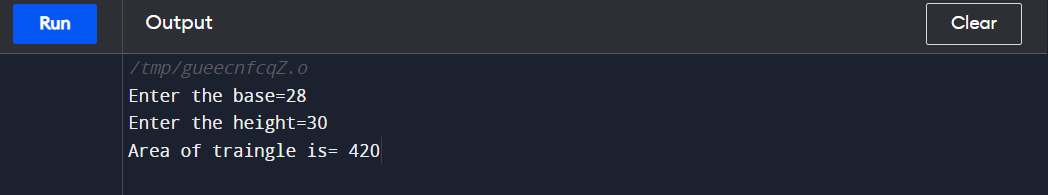 Run Output Clear
/tmp/gueecnfcqZ.o
Enter the base=28
Enter the height=30
Area of traingle is= 420